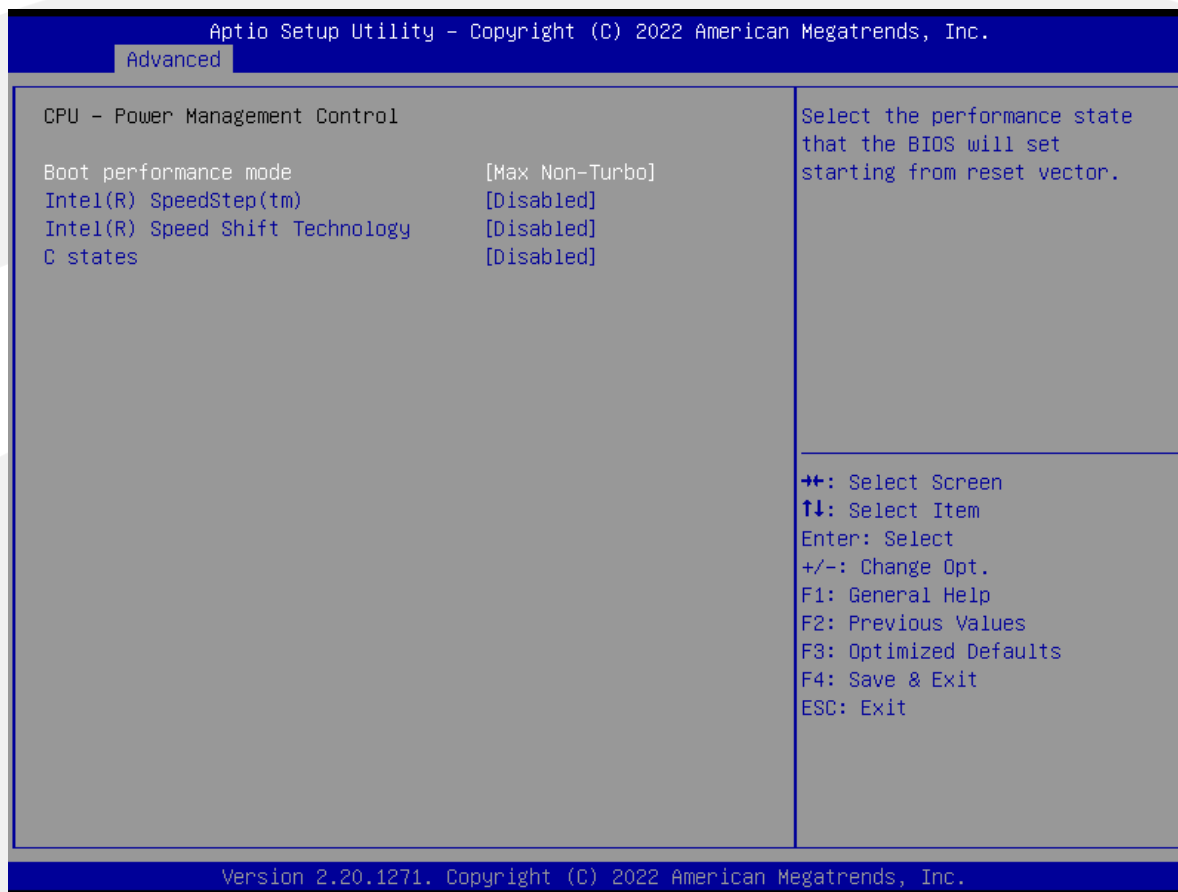 Aptio Setup Utility – Copyright (C) 2022 American Megatrends, Inc.
Advanced
CPU – Power Management Control
Boot performance mode [Max Non-Turbo]
Intel(R) SpeedStep(tm) [Disabled]
Intel(R) Speed Shift Technology [Disabled]
C states [Disabled]
Select the performance state
that the BIOS will set
starting from reset vector.
→←: Select Screen
↑↓: Select Item
Enter: Select
+/-: Change Opt.
F1: General Help
F2: Previous Values
F3: Optimized Defaults
F4: Save & Exit
ESC: Exit
Version 2.20.1271. Copyright (C) 2022 American Megatrends, Inc.